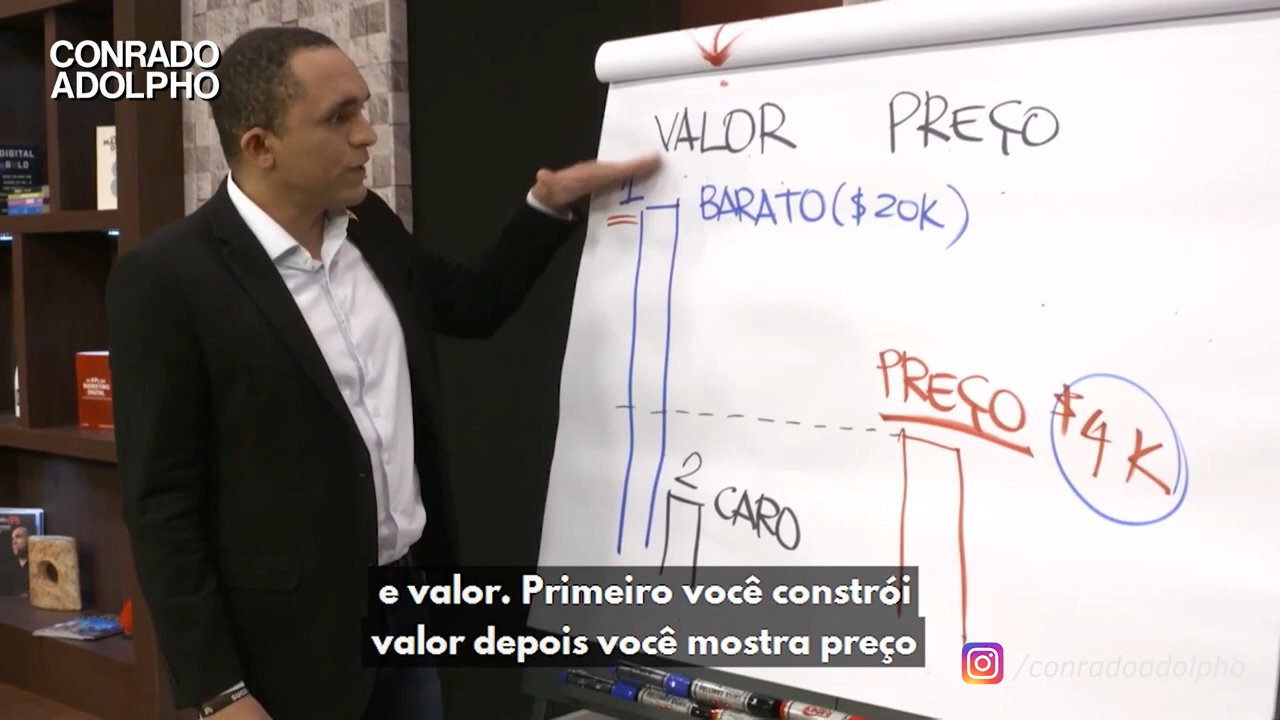 CONRADO
ADOLPHO
VALOR PREÇO
1 BARATO ($20K)
PREÇO $4K
2 CARO
e valor. Primeiro você constrói
valor depois você mostra preço
/conradoadolpho